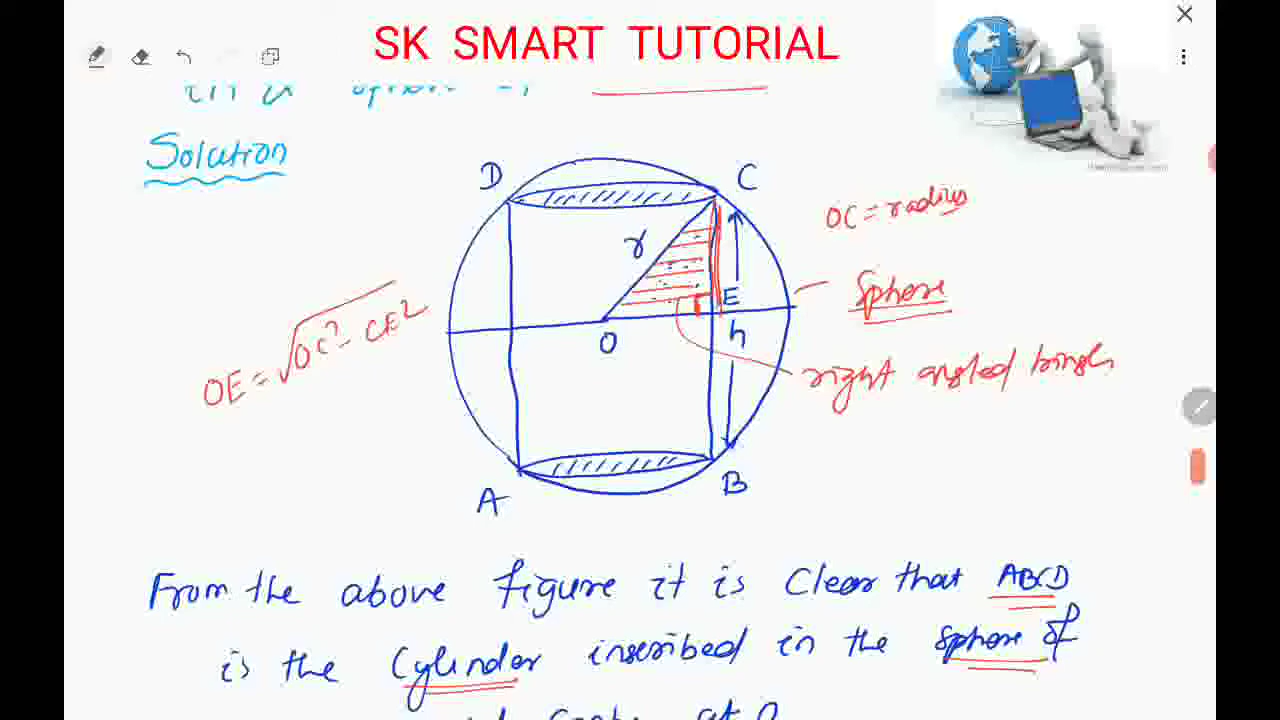 SK SMART TUTORIAL
Solution
D
C
OC = radius
r
E
Sphere
O
h
OE = √OC² - CE²
right angled
A
B
From the above figure it is clear that ABCD
is the cylinder inscribed in the sphere of
at O